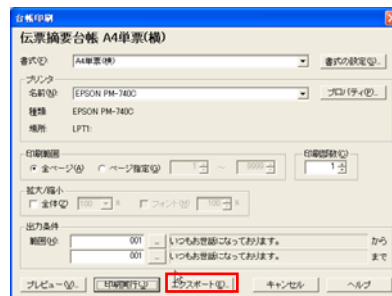 台帳印刷
伝票摘要台帳 A4単票(横)
書式(E): A4単票(横) 書式の設定(Q)..
プリンタ
名前(N): EPSON PM-740C プロパティ(P)..
種類: EPSON PM-740C
場所: LPT1:
印刷範囲 印刷部数(C)
全ページ(A) ページ指定(G) 1 ~ 9999 1
拡大/縮小
全体(Z) 100 % フォント(F) 100 %
出力条件
範囲(H): 001 .. いつもお世話になっております。 から
001 .. いつもお世話になっております。 まで
プレビュー(V).. 印刷実行(J) エクスポート(E).. キャンセル ヘルプ